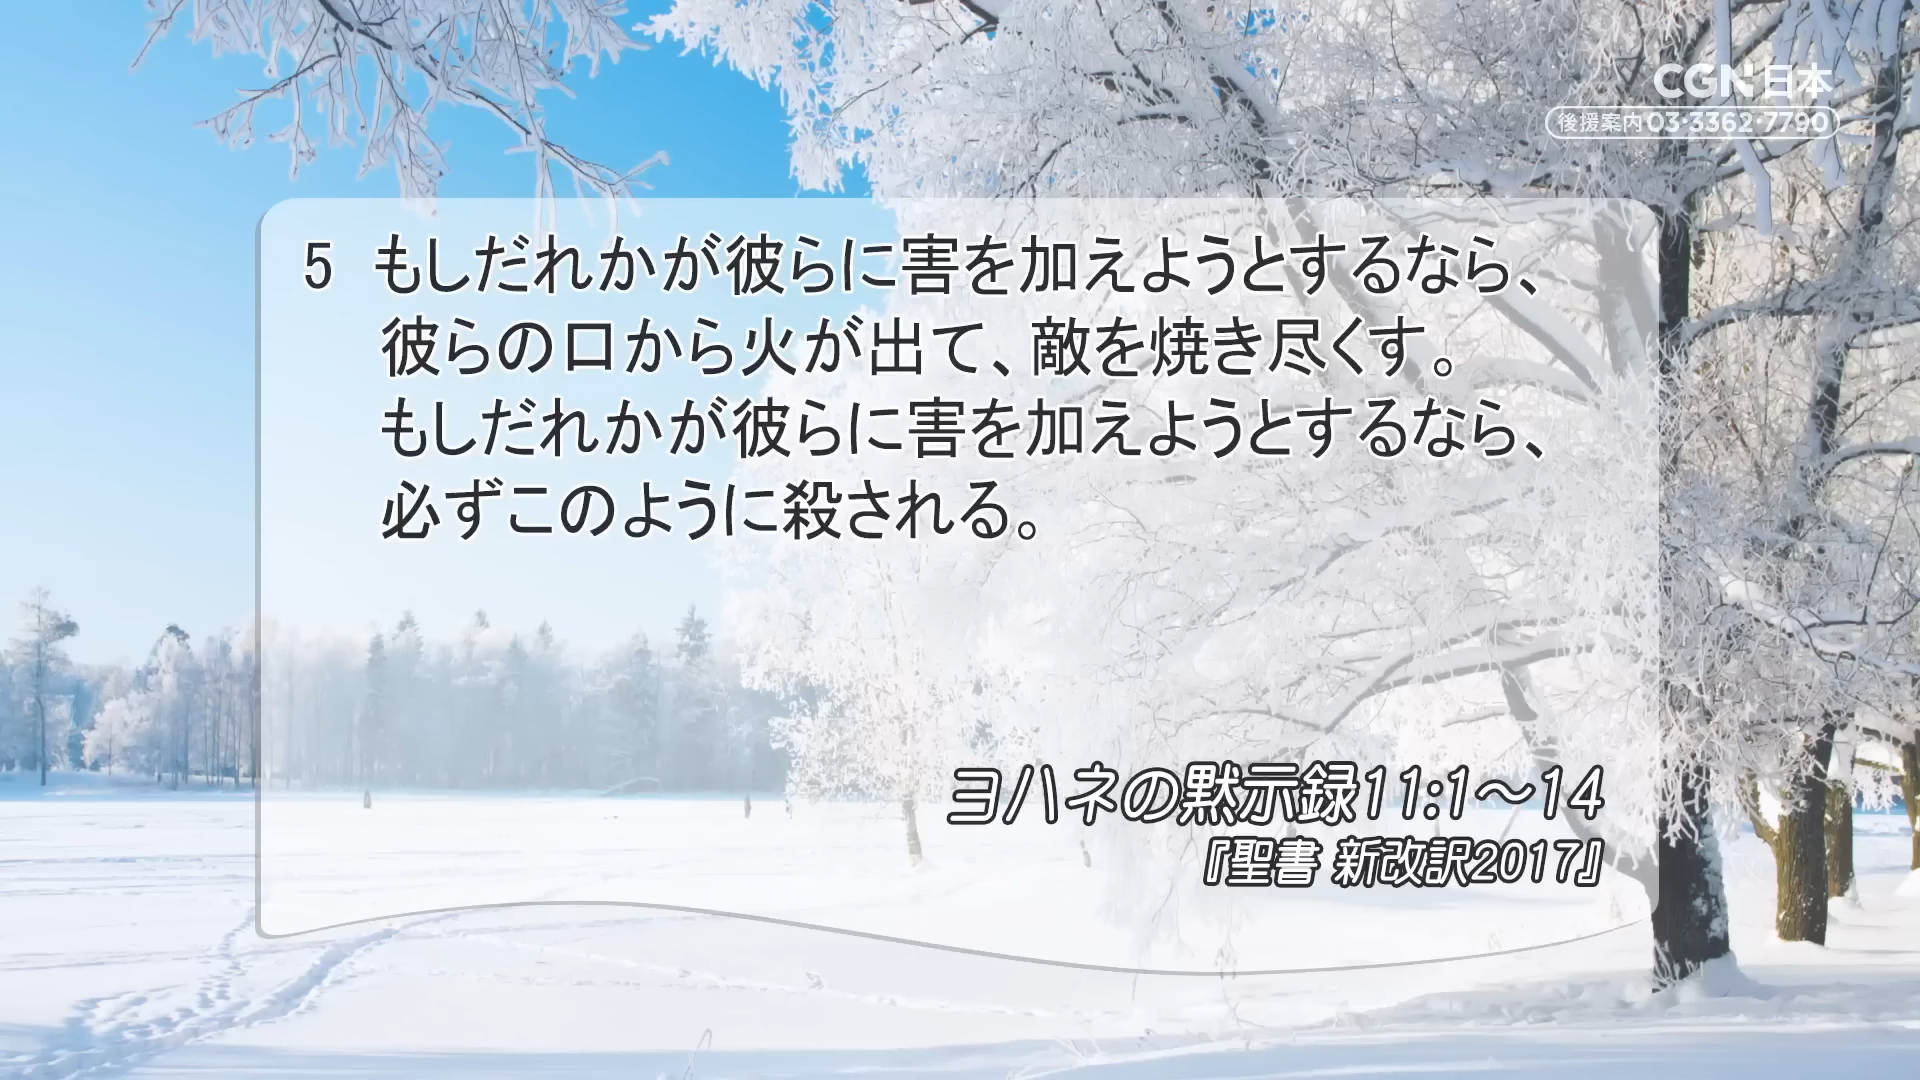 CGN日本
後援案内03·3362·7790
5 もしだれかが彼らに害を加えようとするなら、
彼らの口から火が出て、敵を焼き尽くす。
もしだれかが彼らに害を加えようとするなら、
必ずこのように殺される。
ヨハネの黙示録11:1～14
『聖書 新改訳2017』